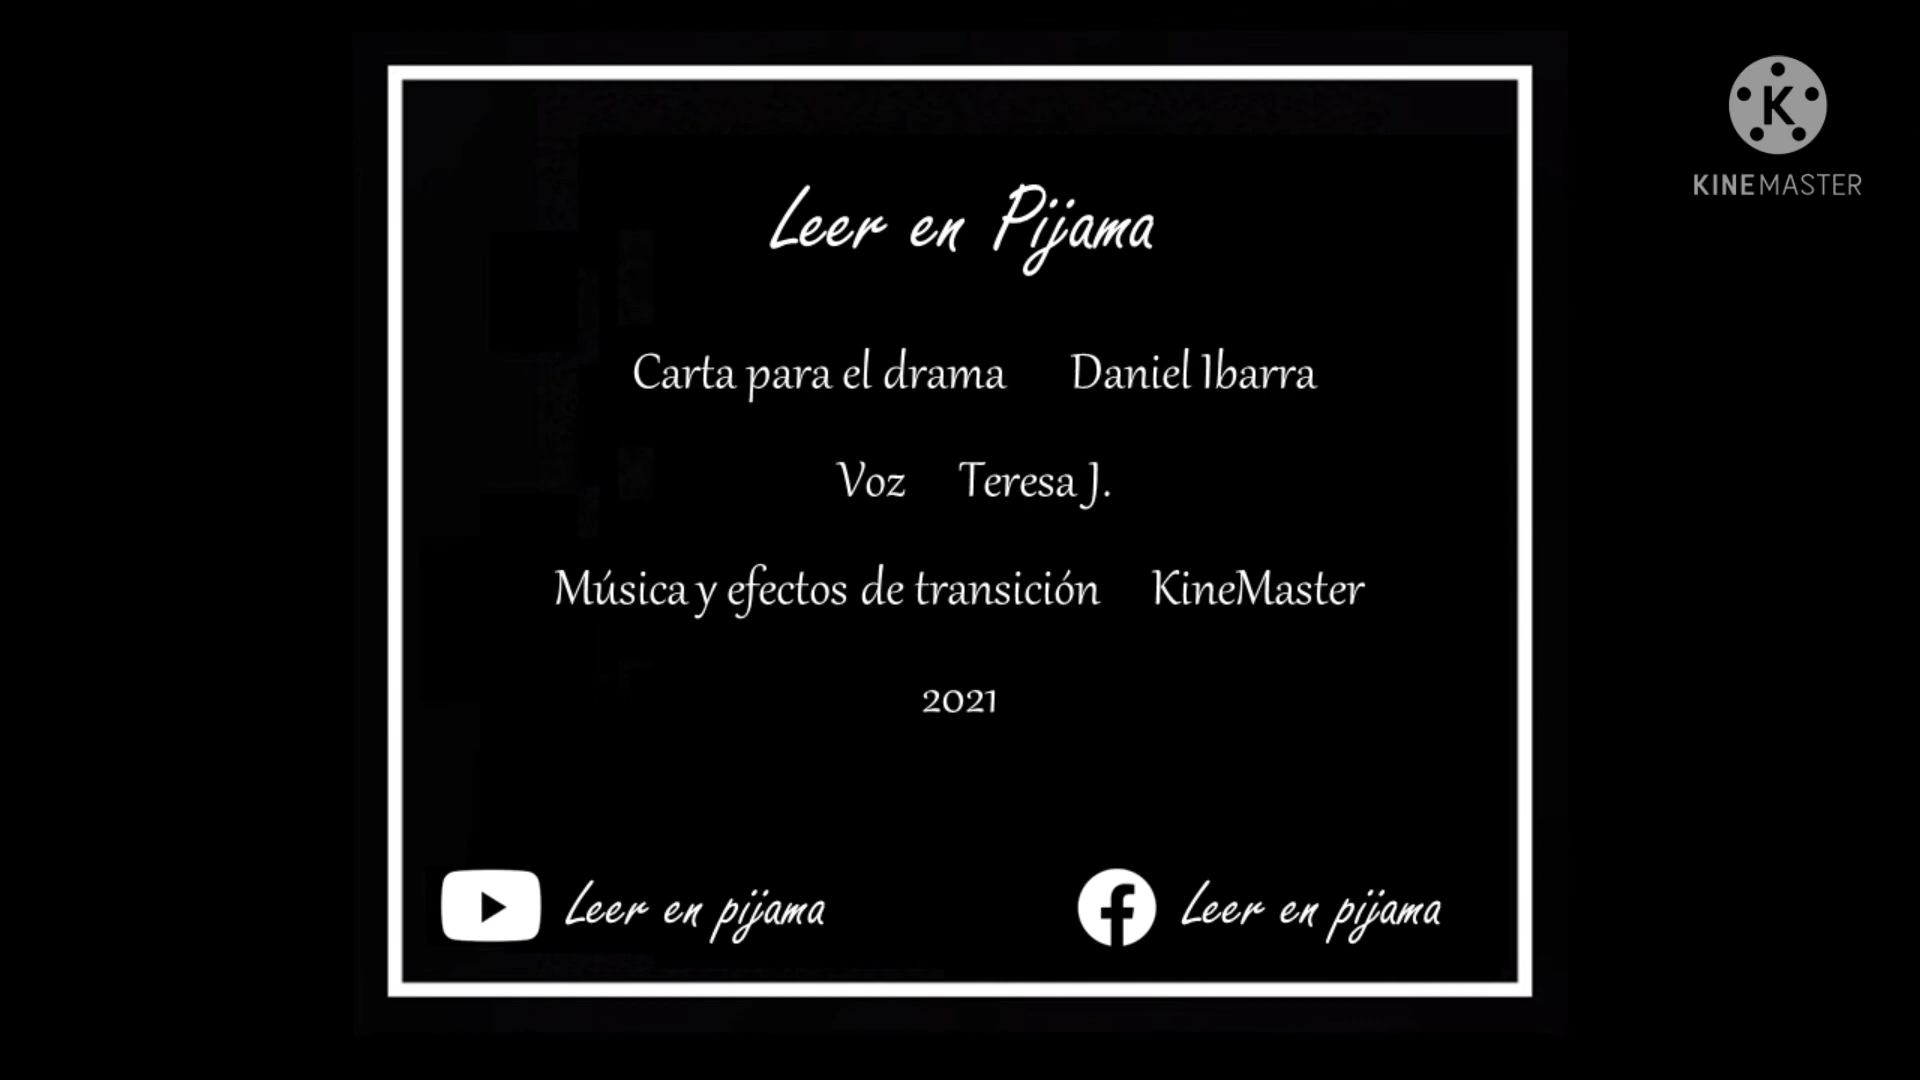 KINEMASTER
Leer en Pijama
Carta para el drama Daniel Ibarra
Voz Teresa J.
Música y efectos de transición KineMaster
2021
Leer en pijama
Leer en pijama